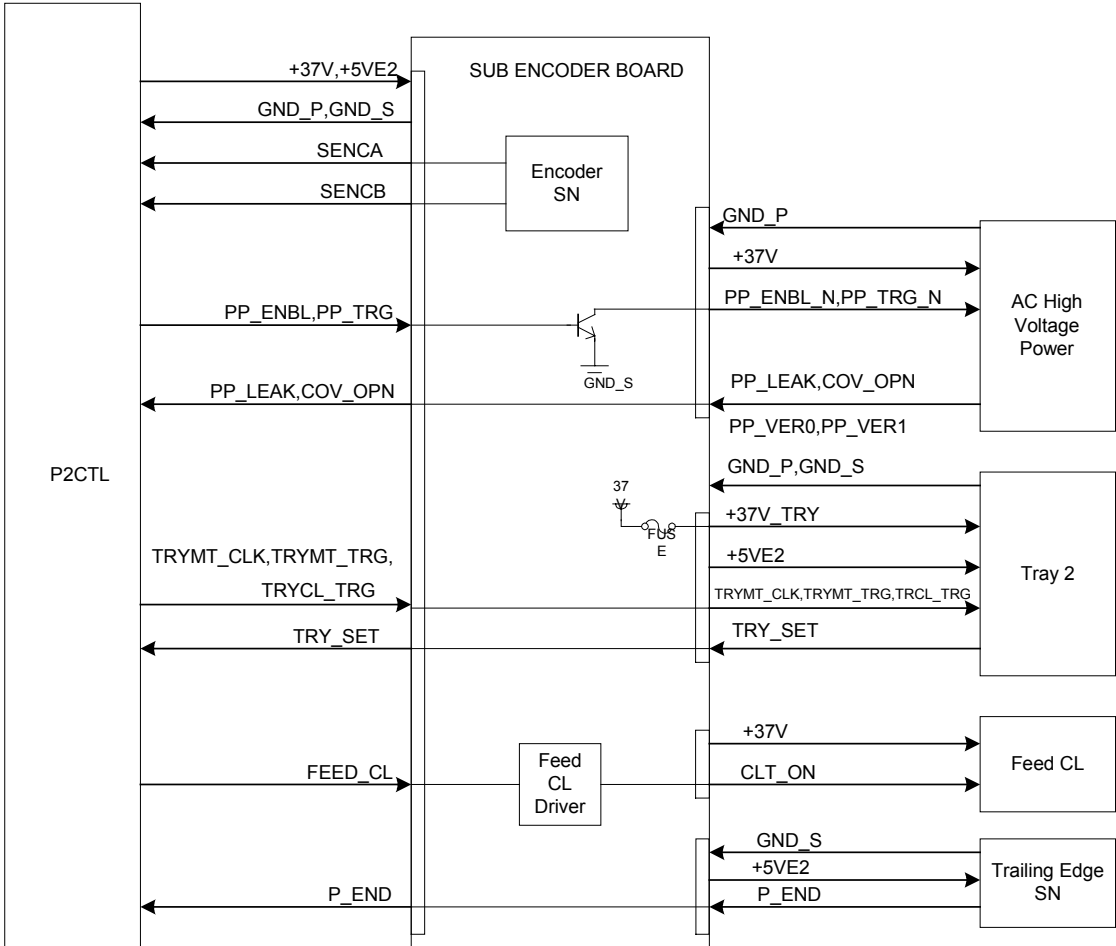 +37V,+5VE2
SUB ENCODER BOARD
GND_P,GND_S
SENCA
Encoder
SN
SENCB
GND_P
+37V
PP_ENBL,PP_TRG
PP_ENBL_N,PP_TRG_N
AC High
Voltage
Power
GND_S
PP_LEAK,COV_OPN
PP_LEAK,COV_OPN
PP_VER0,PP_VER1
P2CTL
GND_P,GND_S
37
V
+37V_TRY
FUS
E
+5VE2
Tray 2
TRYMT_CLK,TRYMT_TRG,
TRYCL_TRG
TRYMT_CLK,TRYMT_TRG,TRCL_TRG
TRY_SET
TRY_SET
+37V
FEED_CL
Feed
CL
Driver
CLT_ON
Feed CL
GND_S
+5VE2
Trailing Edge
SN
P_END
P_END